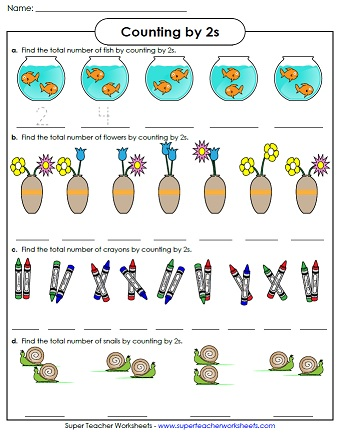 Name:
Counting by 2s
a. Find the total number of fish by counting by 2s.
2 4
b. Find the total number of flowers by counting by 2s.
c. Find the total number of crayons by counting by 2s.
d. Find the total number of snails by counting by 2s.
Super Teacher Worksheets - www.superteacherworksheets.com